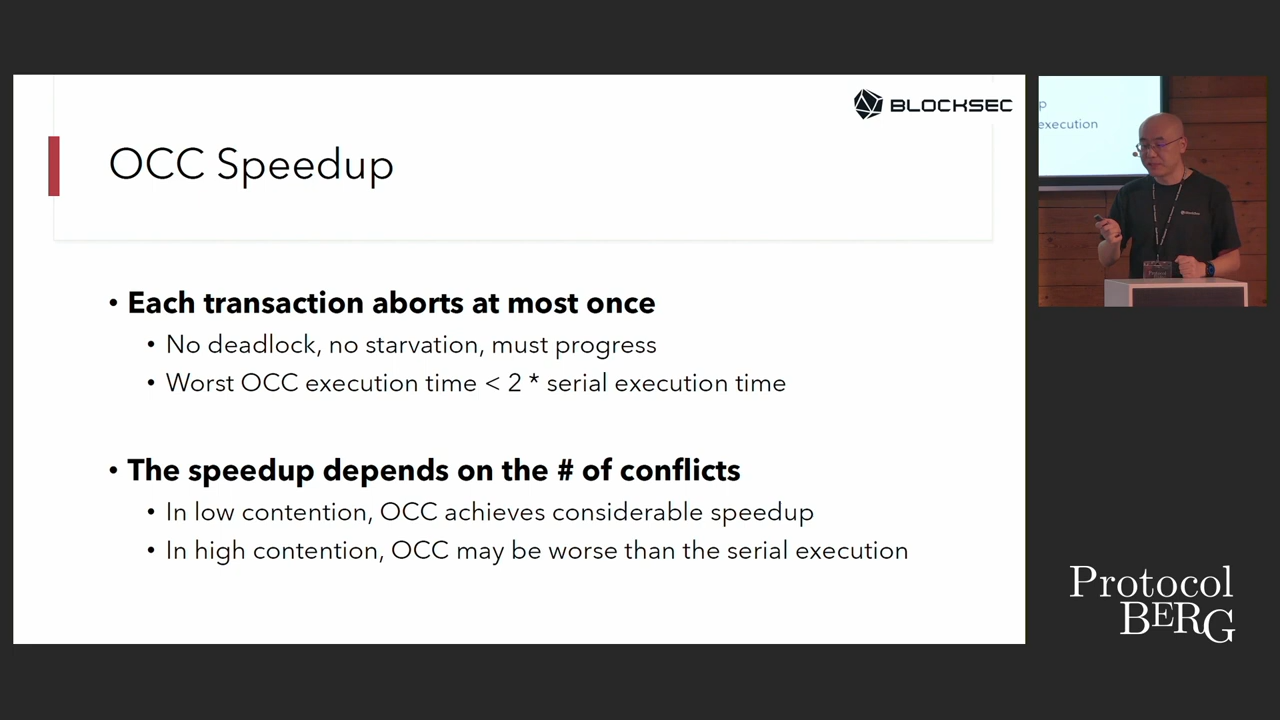 BLOCKSEC
OCC Speedup
• Each transaction aborts at most once
• No deadlock, no starvation, must progress
• Worst OCC execution time < 2 * serial execution time
• The speedup depends on the # of conflicts
• In low contention, OCC achieves considerable speedup
• In high contention, OCC may be worse than the serial execution
p
execution
Protocol
BERG